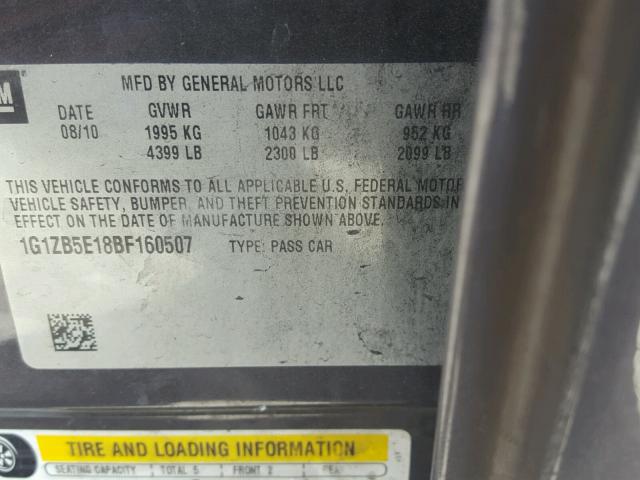 M
MFD BY GENERAL MOTORS LLC
DATE GVWR GAWR FRT GAWR RR
08/10 1995 KG 1043 KG 952 KG
4399 LB 2300 LB 2099 LB
THIS VEHICLE CONFORMS TO ALL APPLICABLE U.S. FEDERAL MOTOR
VEHICLE SAFETY, BUMPER, AND THEFT PREVENTION STANDARDS IN
EFFECT ON THE DATE OF MANUFACTURE SHOWN ABOVE.
1G1ZB5E18BF160507 TYPE: PASS CAR
TIRE AND LOADING INFORMATION
SEATING CAPACITY TOTAL 5 FRONT 2